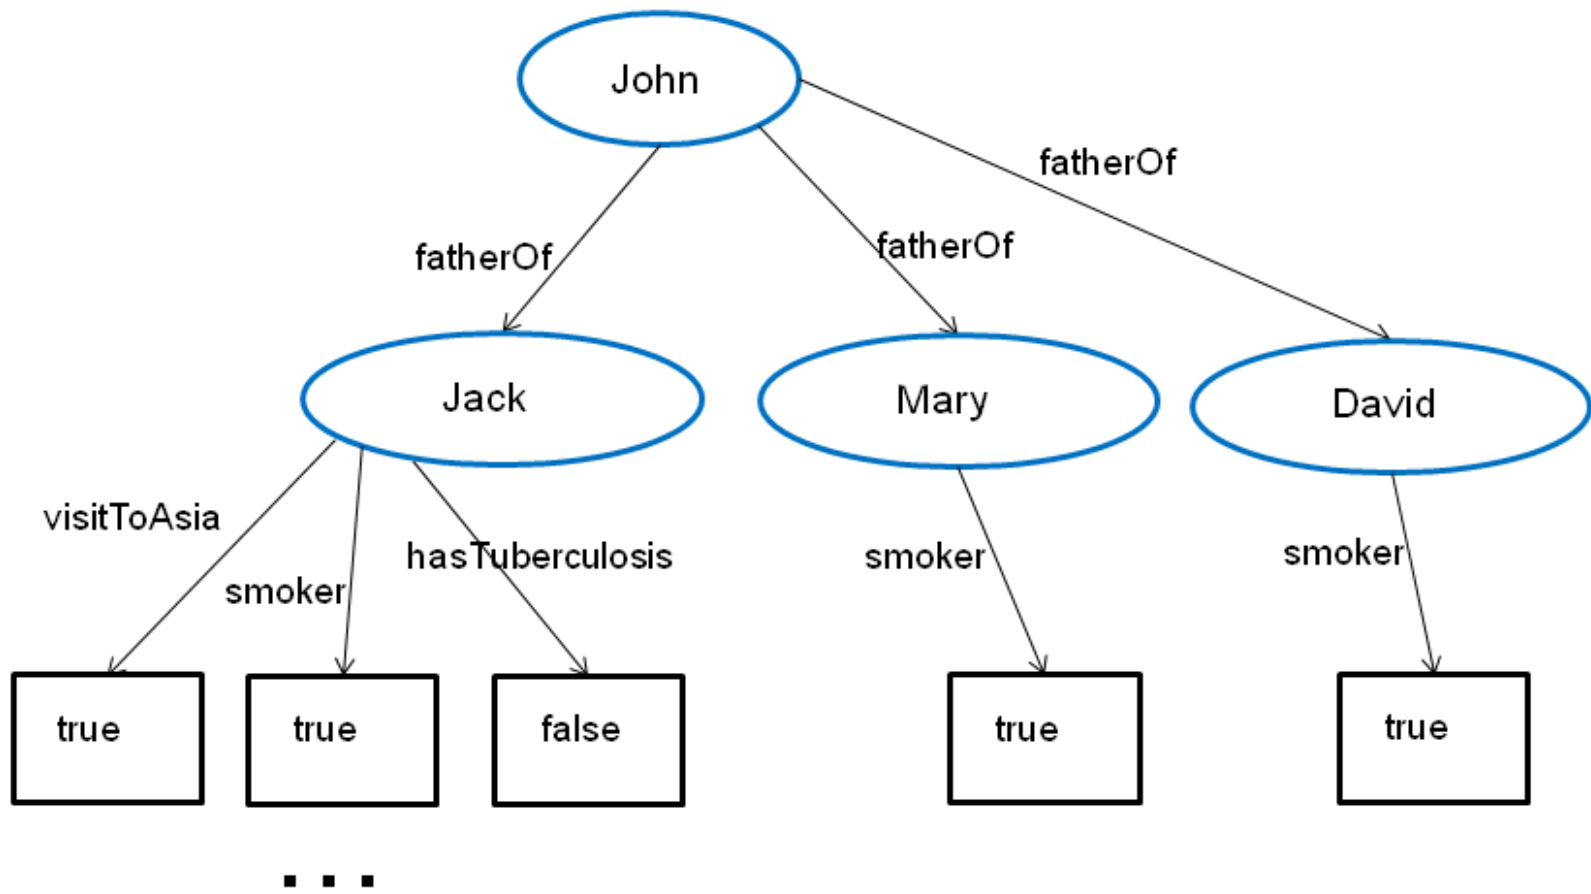 John
fatherOf
fatherOf
fatherOf
Jack
Mary
David
visitToAsia
smoker
hasTuberculosis
smoker
smoker
true
true
false
true
true
...